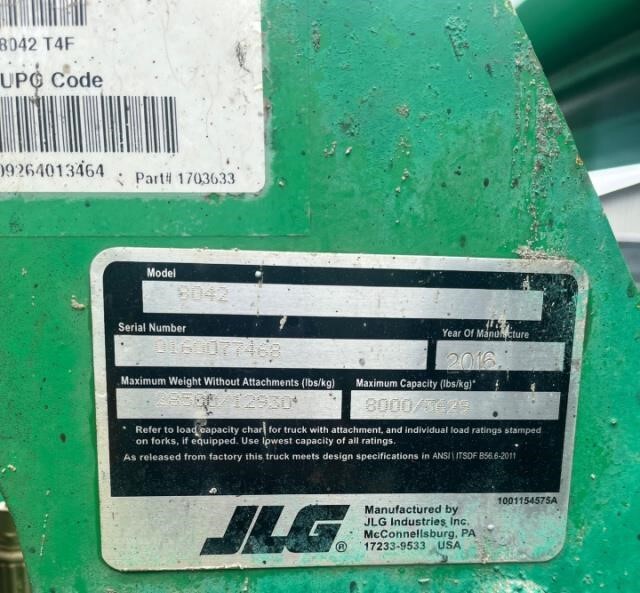 8042 T4F
UPC Code
09264013464
Part# 1703633
Model
8042
Serial Number
0160077468
Year Of Manufacture
2016
Maximum Weight Without Attachments (lbs/kg)
28500/12930
Maximum Capacity (lbs/kg)*
8000/3629
* Refer to load capacity chart for truck with attachment, and individual load ratings stamped
on forks, if equipped. Use lowest capacity of all ratings.
As released from factory this truck meets design specifications in ANSI \ ITSDF B56.6-2011
1001154575A
JLG®
Manufactured by
JLG Industries Inc.
McConnellsburg, PA
17233-9533 USA